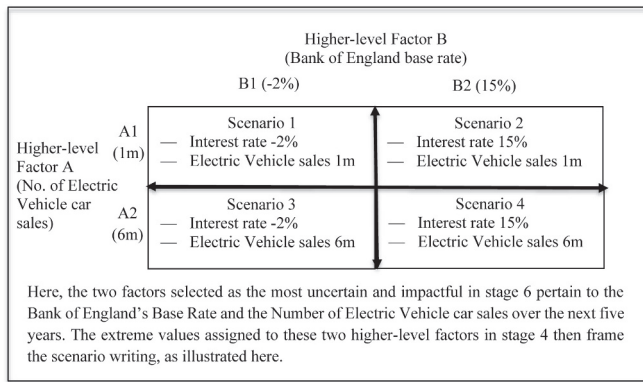 Higher-level Factor B
(Bank of England base rate)
B1 (-2%)
B2 (15%)
Higher-level
Factor A
(No. of Electric
Vehicle car
sales)
A1
(1m)
Scenario 1
— Interest rate -2%
— Electric Vehicle sales 1m
Scenario 2
— Interest rate 15%
— Electric Vehicle sales 1m
A2
(6m)
Scenario 3
— Interest rate -2%
— Electric Vehicle sales 6m
Scenario 4
— Interest rate 15%
— Electric Vehicle sales 6m
Here, the two factors selected as the most uncertain and impactful in stage 6 pertain to the
Bank of England’s Base Rate and the Number of Electric Vehicle car sales over the next five
years. The extreme values assigned to these two higher-level factors in stage 4 then frame
the scenario writing, as illustrated here.